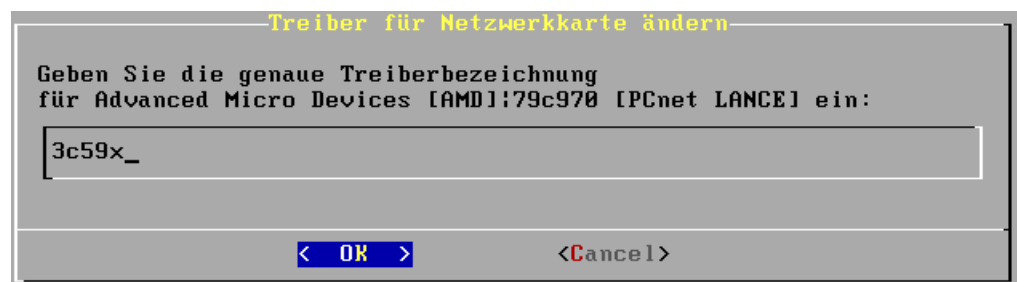 Treiber für Netzwerkkarte ändern
Geben Sie die genaue Treiberbezeichnung
für Advanced Micro Devices [AMD]¦79c970 [PCnet LANCE] ein:
3c59x_
< OK > <Cancel>